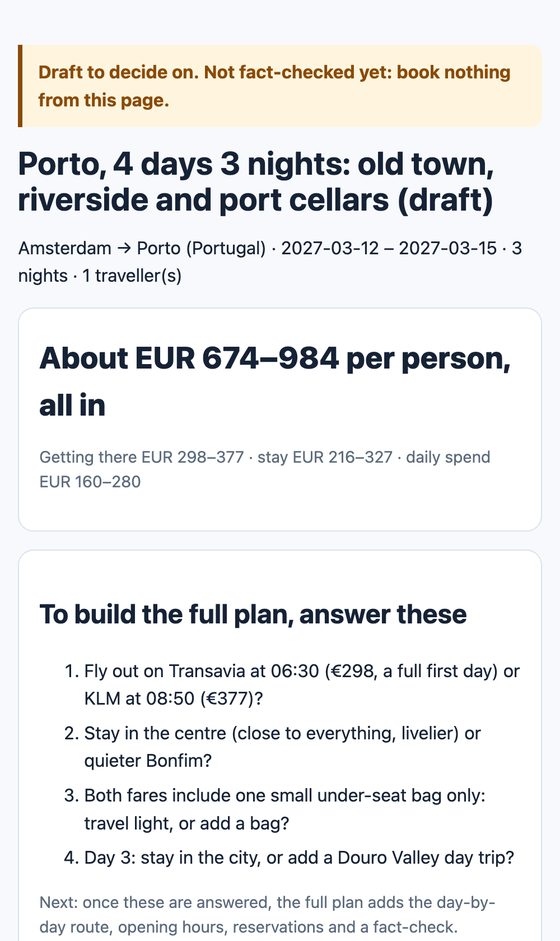 Draft to decide on. Not fact-checked yet: book nothing
from this page.
Porto, 4 days 3 nights: old town,
riverside and port cellars (draft)
Amsterdam → Porto (Portugal) · 2027-03-12 – 2027-03-15 · 3
nights · 1 traveller(s)
About EUR 674–984 per person,
all in
Getting there EUR 298–377 · stay EUR 216–327 · daily spend
EUR 160–280
To build the full plan, answer these
1. Fly out on Transavia at 06:30 (€298, a full first day) or
KLM at 08:50 (€377)?
2. Stay in the centre (close to everything, livelier) or
quieter Bonfim?
3. Both fares include one small under-seat bag only:
travel light, or add a bag?
4. Day 3: stay in the city, or add a Douro Valley day trip?
Next: once these are answered, the full plan adds the day-by-
day route, opening hours, reservations and a fact-check.